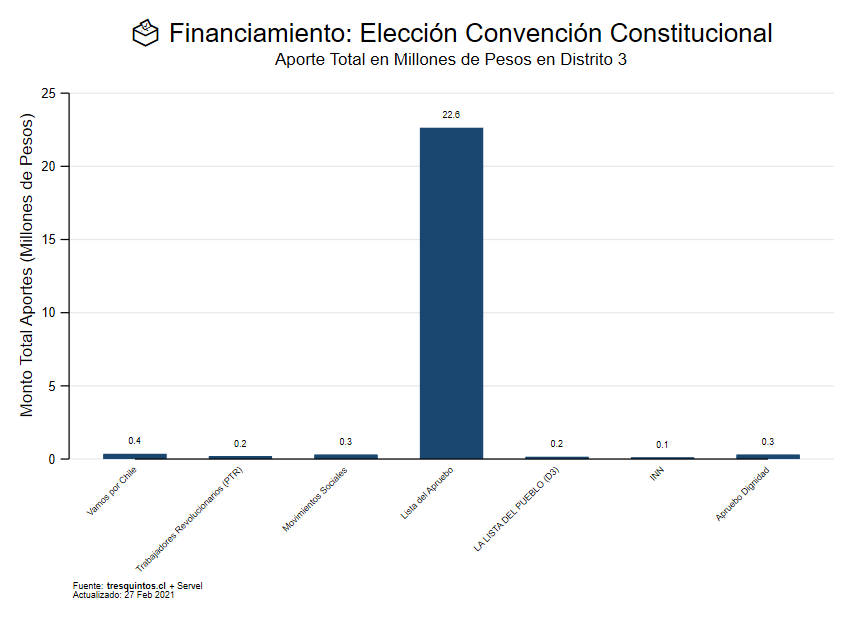 Financiamiento: Elección Convención Constitucional
Aporte Total en Millones de Pesos en Distrito 3
Monto Total Aportes (Millones de Pesos)
25
20
15
10
5
0
0.4
0.2
0.3
22.6
0.2
0.1
0.3
Vamos por Chile
Trabajadores Revolucionarios (PTR)
Movimientos Sociales
Lista del Apruebo
LA LISTA DEL PUEBLO (D3)
INN
Apruebo Dignidad
Fuente: tresquintos.cl + Servel
Actualizado: 27 Feb 2021